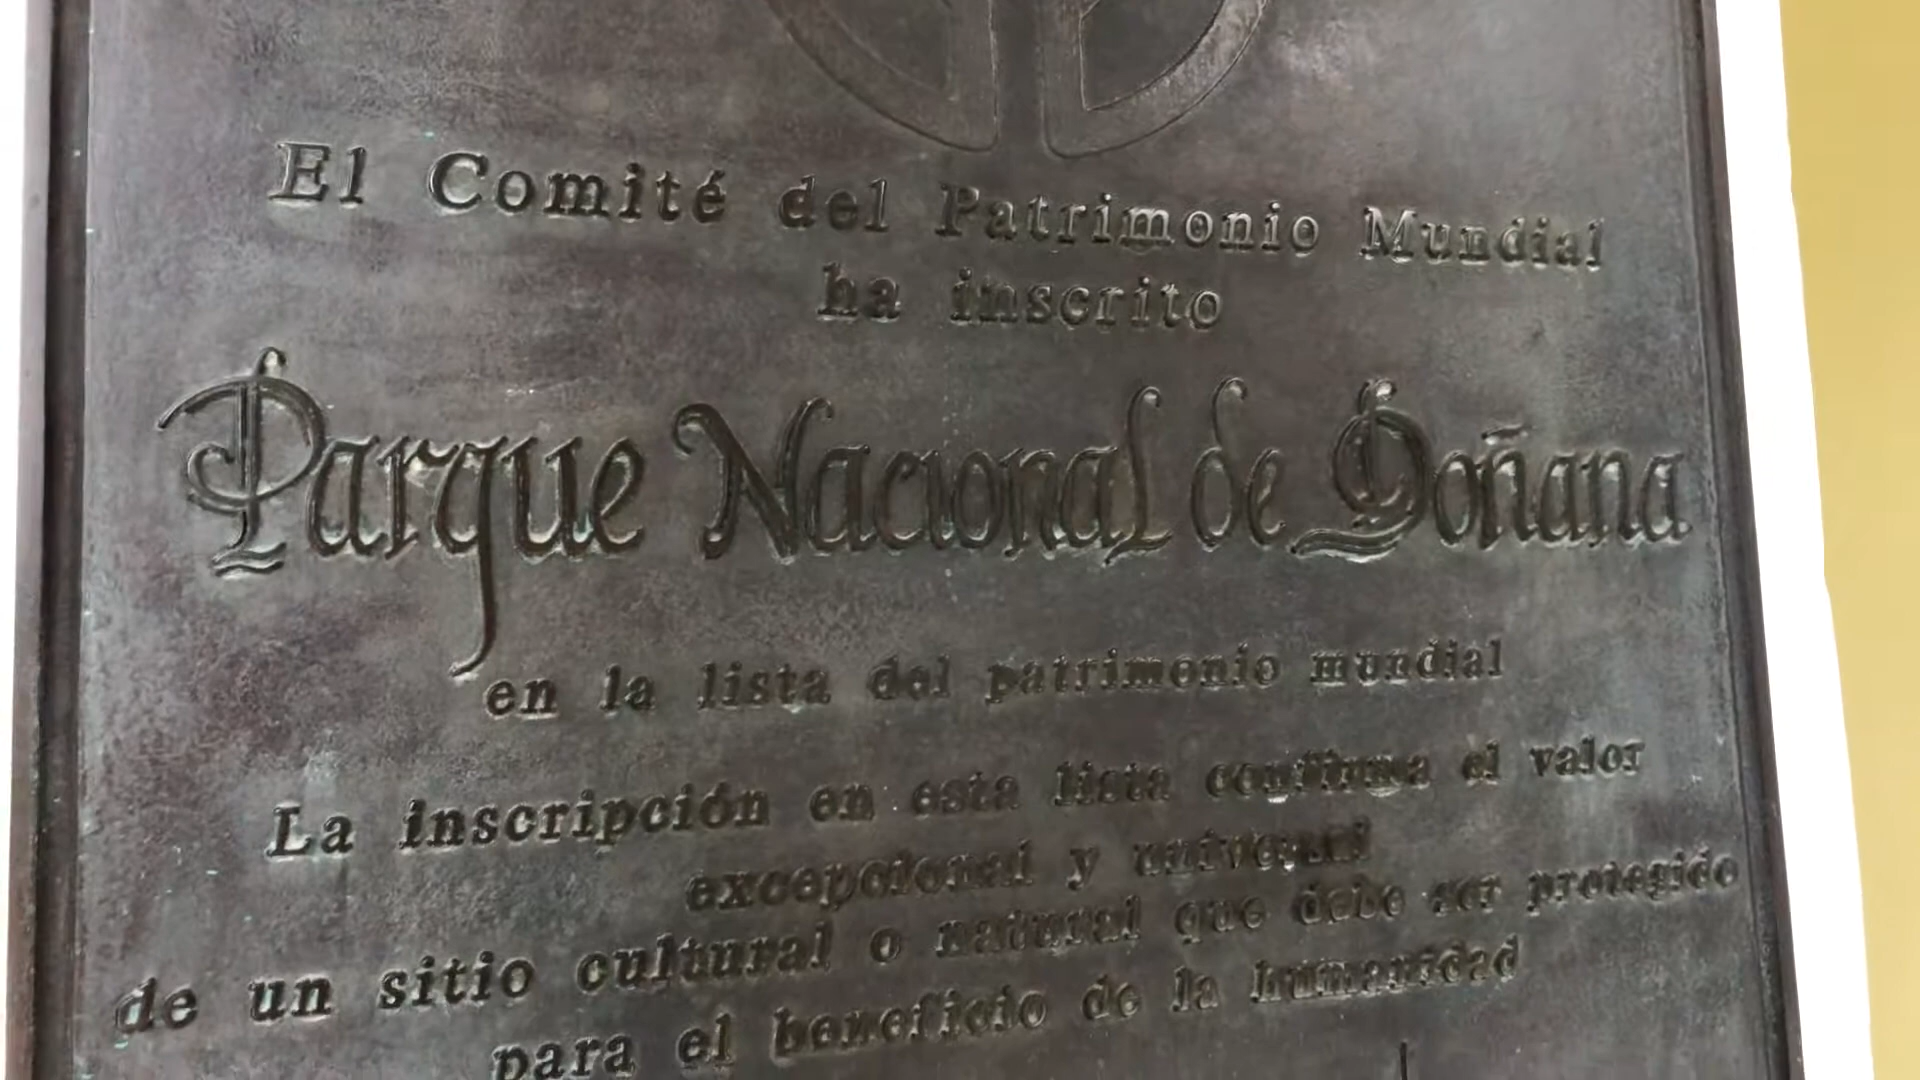 El Comité del Patrimonio Mundial
ha inscrito
Parque Nacional de Doñana
en la lista del patrimonio mundial
La inscripción en esta lista confirma el valor
excepcional y universal
de un sitio cultural o natural que debe ser protegido
para el beneficio de la humanidad